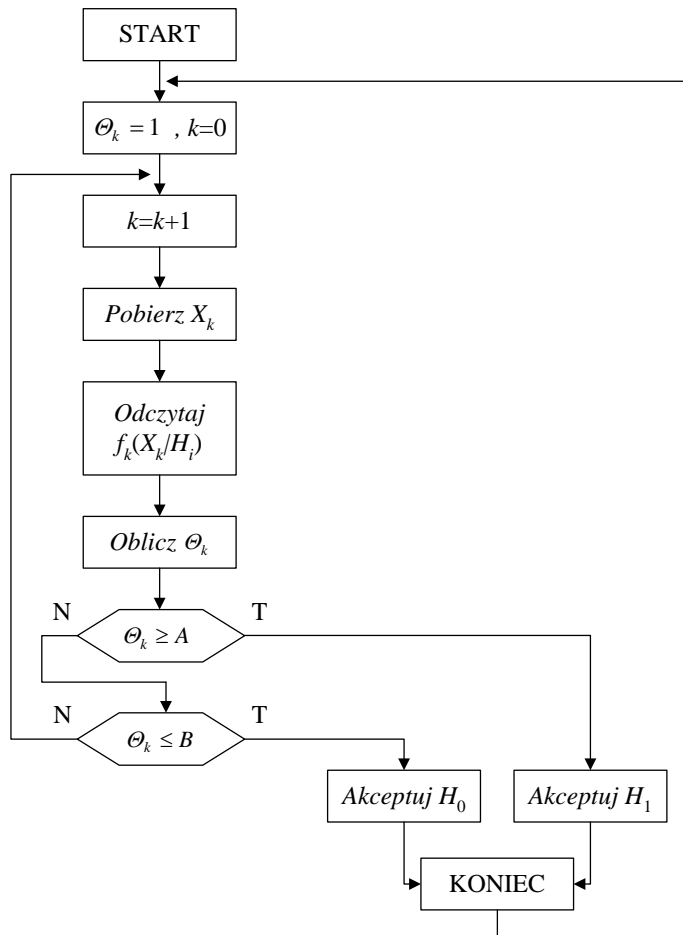 START
Θₖ = 1 , k=0
k=k+1
Pobierz Xₖ
Odczytaj
fₖ(Xₖ/Hᵢ)
Oblicz Θₖ
N
T
Θₖ ≥ A
N
T
Θₖ ≤ B
Akceptuj H₀
Akceptuj H₁
KONIEC